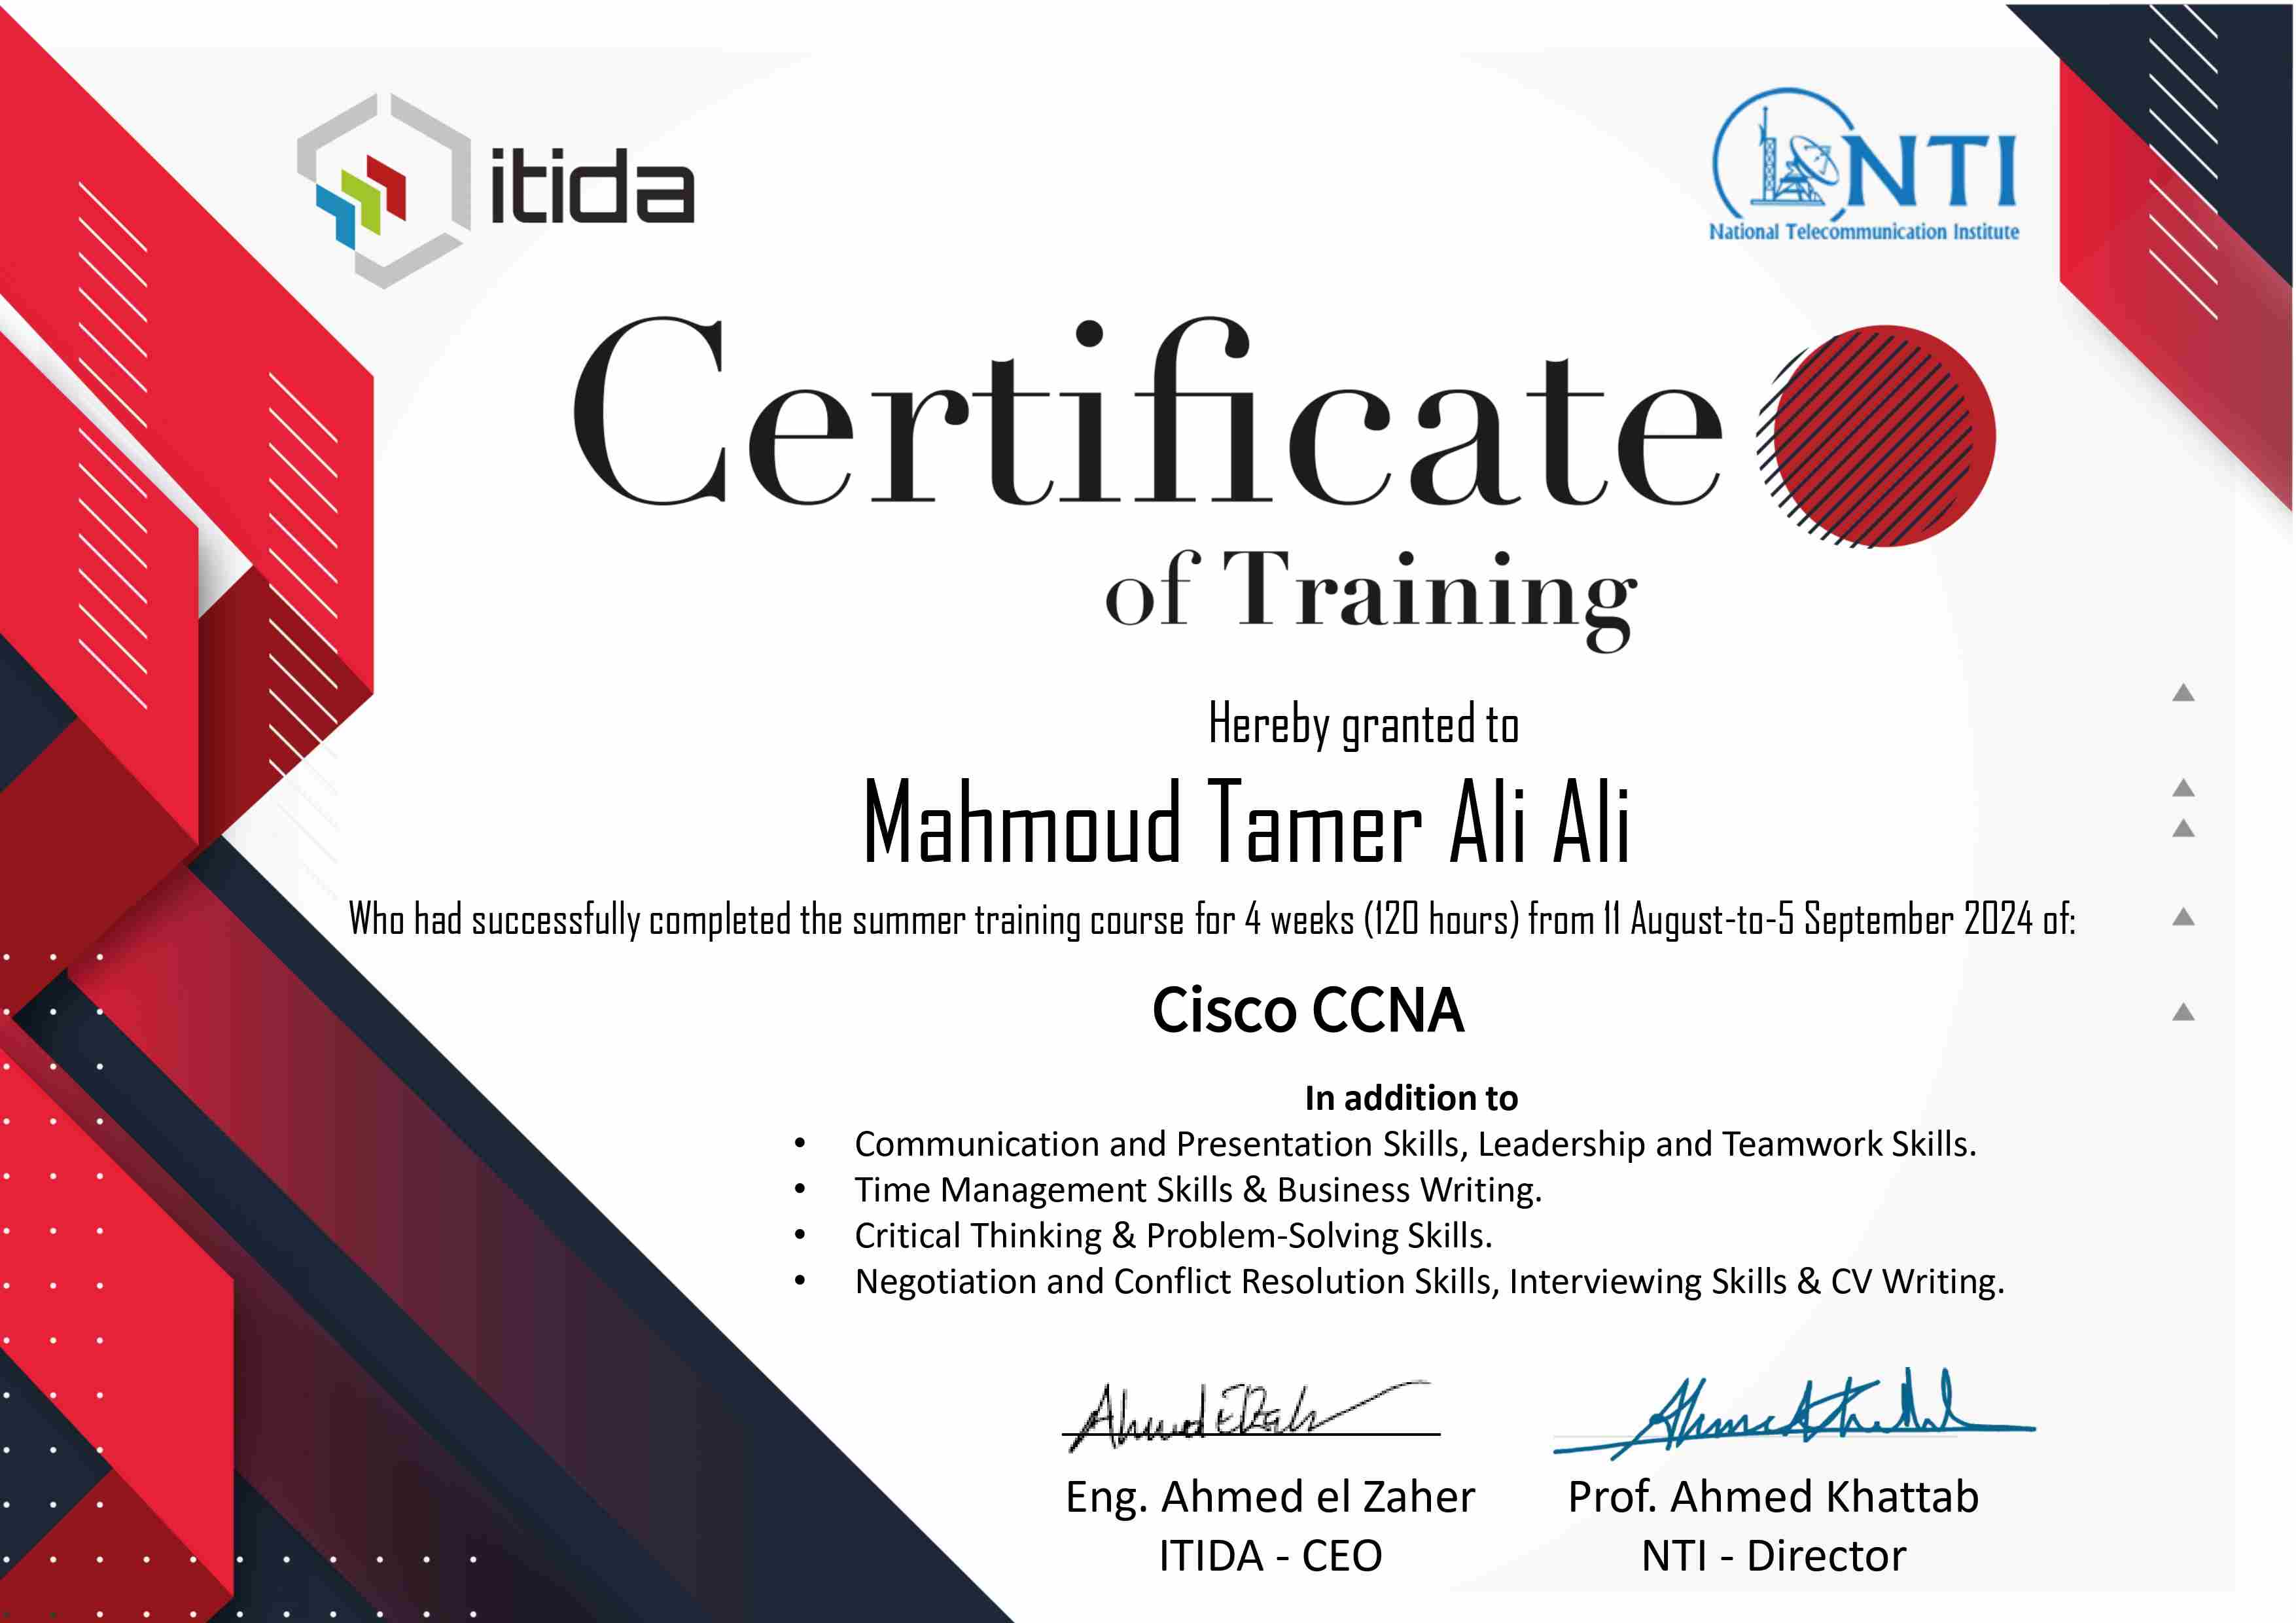 itida
NTI
National Telecommunication Institute
Certificate
of Training
Hereby granted to
Mahmoud Tamer Ali Ali
Who had successfully completed the summer training course for 4 weeks (120 hours) from 11 August-to-5 September 2024 of:
Cisco CCNA
In addition to
• Communication and Presentation Skills, Leadership and Teamwork Skills.
• Time Management Skills & Business Writing.
• Critical Thinking & Problem-Solving Skills.
• Negotiation and Conflict Resolution Skills, Interviewing Skills & CV Writing.
Eng. Ahmed el Zaher
ITIDA - CEO
Prof. Ahmed Khattab
NTI - Director